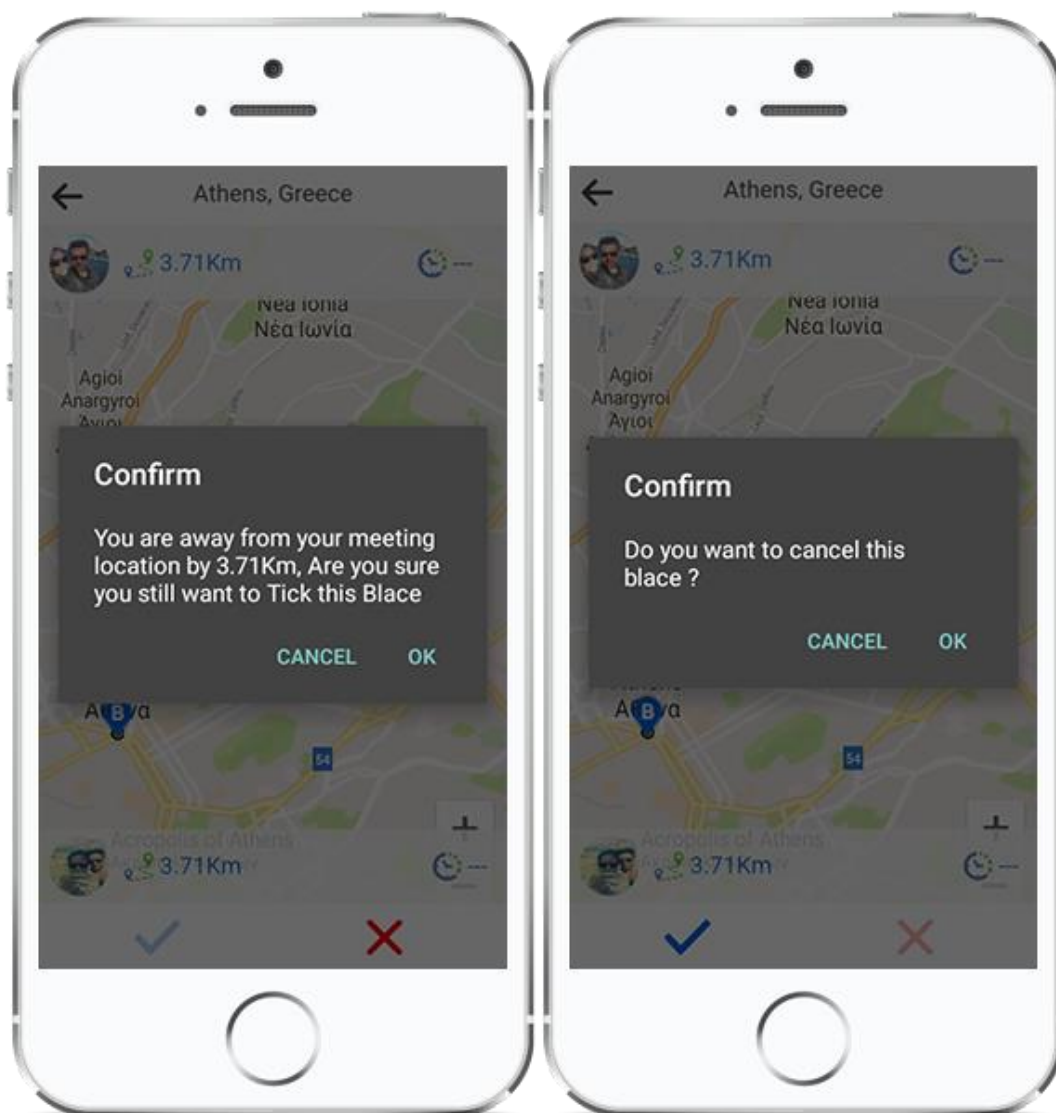 Athens, Greece
3.71Km
---
Nea Ionia
Νέα Ιωνία
Agioi
Anargyroi
Άγιοι
Confirm
You are away from your meeting
location by 3.71Km, Are you sure
you still want to Tick this Blace
CANCEL OK
B
54
Acropolis of Athens
3.71Km
---
Athens, Greece
3.71Km
---
Nea Ionia
Νέα Ιωνία
Agioi
Anargyroi
Άγιοι
Confirm
Do you want to cancel this
blace ?
CANCEL OK
B
54
Acropolis of Athens
3.71Km
---